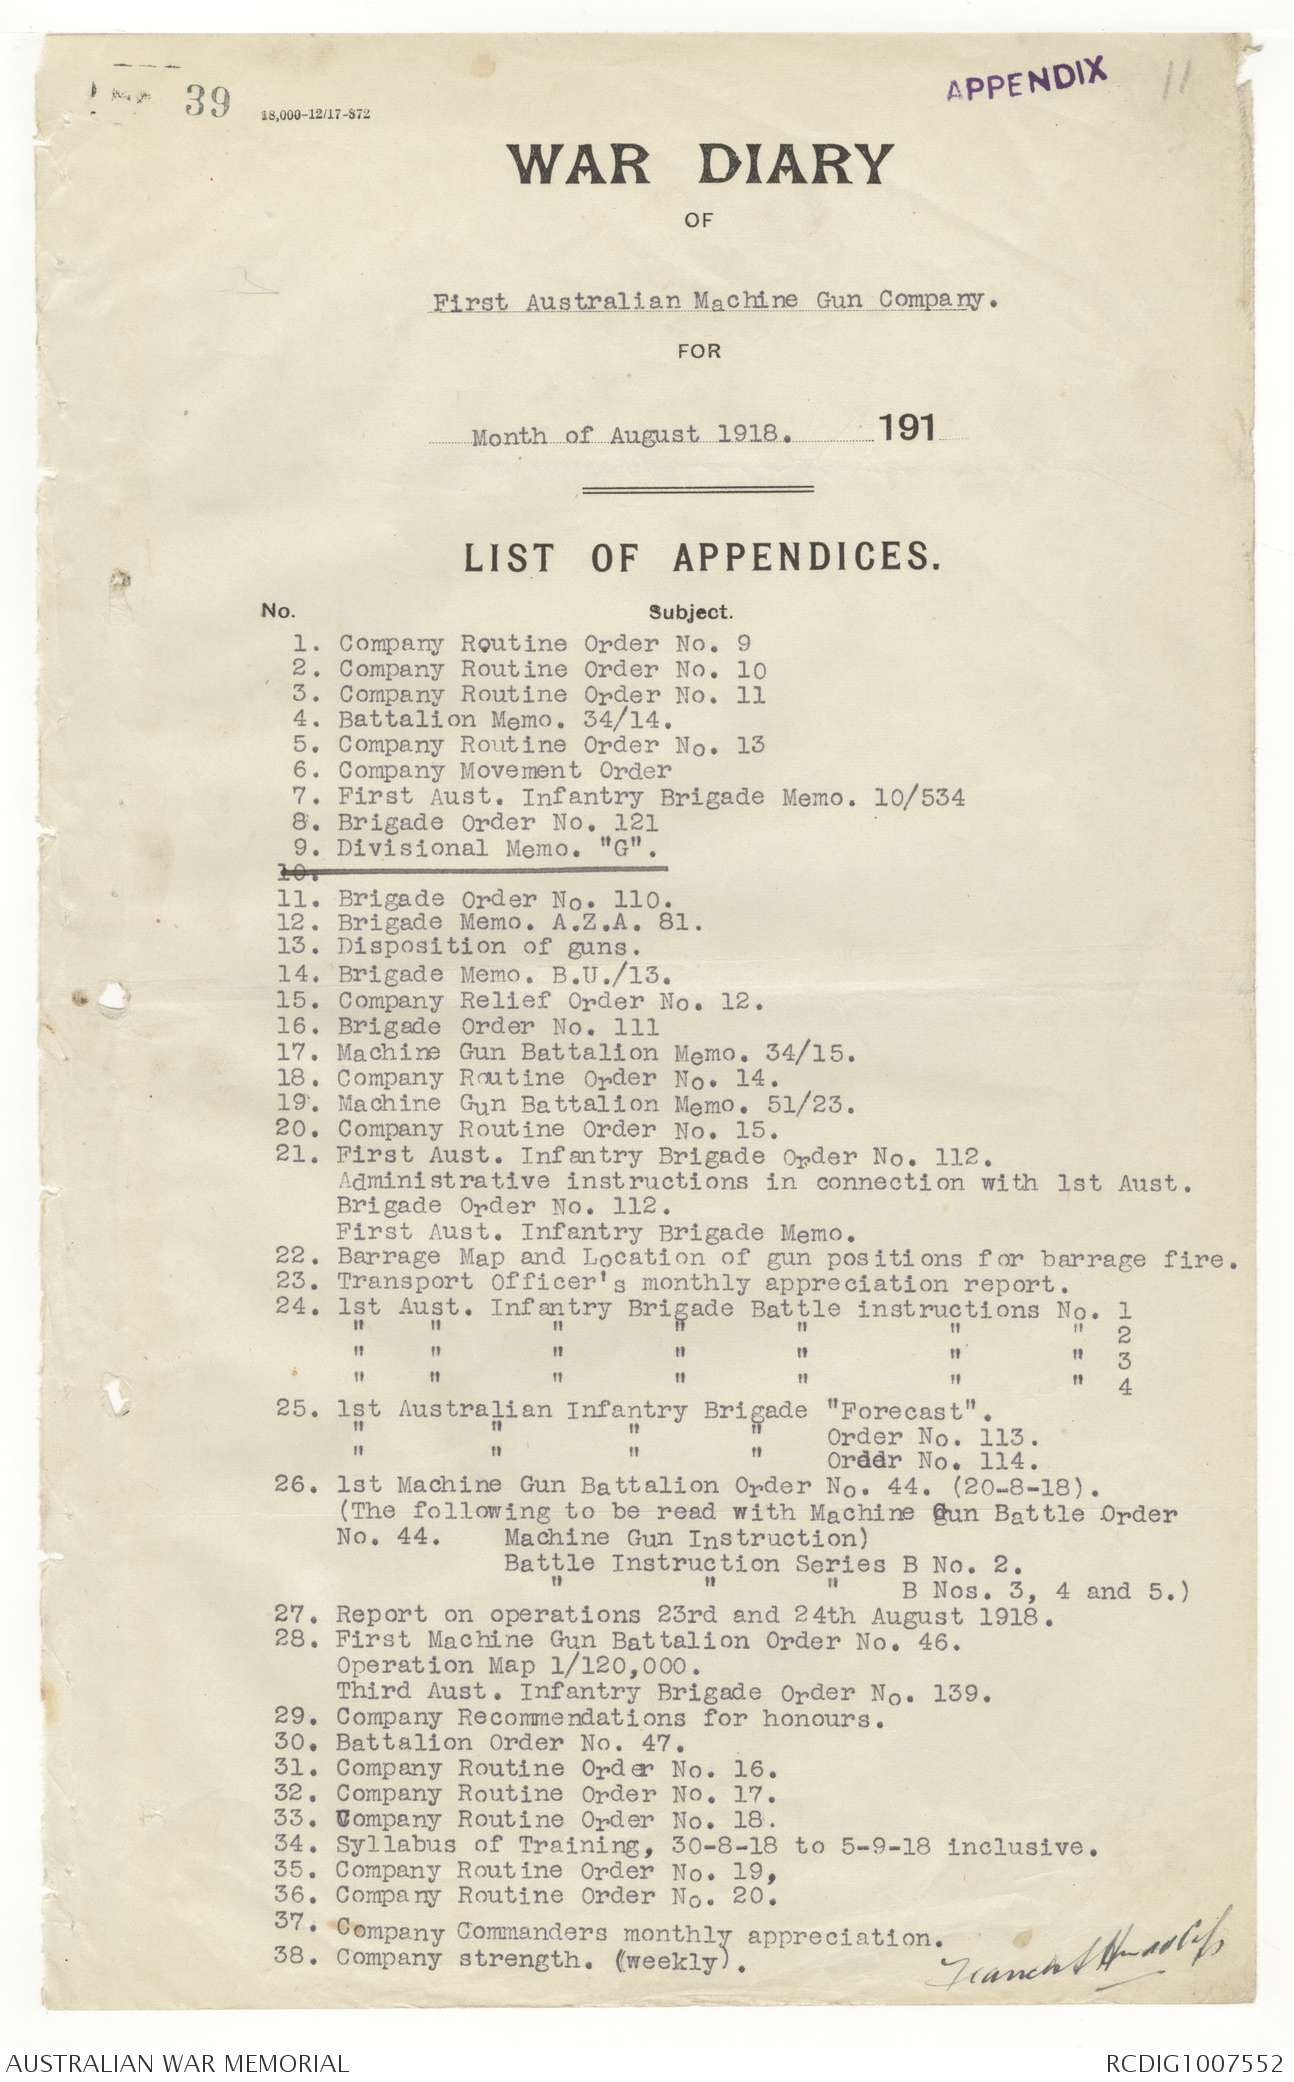 39 18,000-12/17-872
APPENDIX 11
WAR DIARY
OF
First Australian Machine Gun Company.
FOR
Month of August 1918. 191
LIST OF APPENDICES.
No. Subject.
1. Company Routine Order No. 9
2. Company Routine Order No. 10
3. Company Routine Order No. 11
4. Battalion Memo. 34/14.
5. Company Routine Order No. 13
6. Company Movement Order
7. First Aust. Infantry Brigade Memo. 10/534
8. Brigade Order No. 121
9. Divisional Memo. "G".
10.
11. Brigade Order No. 110.
12. Brigade Memo. A.Z.A. 81.
13. Disposition of guns.
14. Brigade Memo. B.U./13.
15. Company Relief Order No. 12.
16. Brigade Order No. 111
17. Machine Gun Battalion Memo. 34/15.
18. Company Routine Order No. 14.
19. Machine Gun Battalion Memo. 51/23.
20. Company Routine Order No. 15.
21. First Aust. Infantry Brigade Order No. 112.
Administrative instructions in connection with 1st Aust.
Brigade Order No. 112.
First Aust. Infantry Brigade Memo.
22. Barrage Map and Location of gun positions for barrage fire.
23. Transport Officer's monthly appreciation report.
24. 1st Aust. Infantry Brigade Battle instructions No. 1
" " " " " " " 2
" " " " " " " 3
" " " " " " " 4
25. 1st Australian Infantry Brigade "Forecast".
" " " " Order No. 113.
" " " " Orddr No. 114.
26. 1st Machine Gun Battalion Order No. 44. (20-8-18).
(The following to be read with Machine Gun Battle Order
No. 44. Machine Gun Instruction)
Battle Instruction Series B No. 2.
" " " B Nos. 3, 4 and 5.)
27. Report on operations 23rd and 24th August 1918.
28. First Machine Gun Battalion Order No. 46.
Operation Map 1/120,000.
Third Aust. Infantry Brigade Order No. 139.
29. Company Recommendations for honours.
30. Battalion Order No. 47.
31. Company Routine Order No. 16.
32. Company Routine Order No. 17.
33. Company Routine Order No. 18.
34. Syllabus of Training, 30-8-18 to 5-9-18 inclusive.
35. Company Routine Order No. 19,
36. Company Routine Order No. 20.
37. Company Commanders monthly appreciation.
38. Company strength. (weekly).
AUSTRALIAN WAR MEMORIAL RCDIG1007552